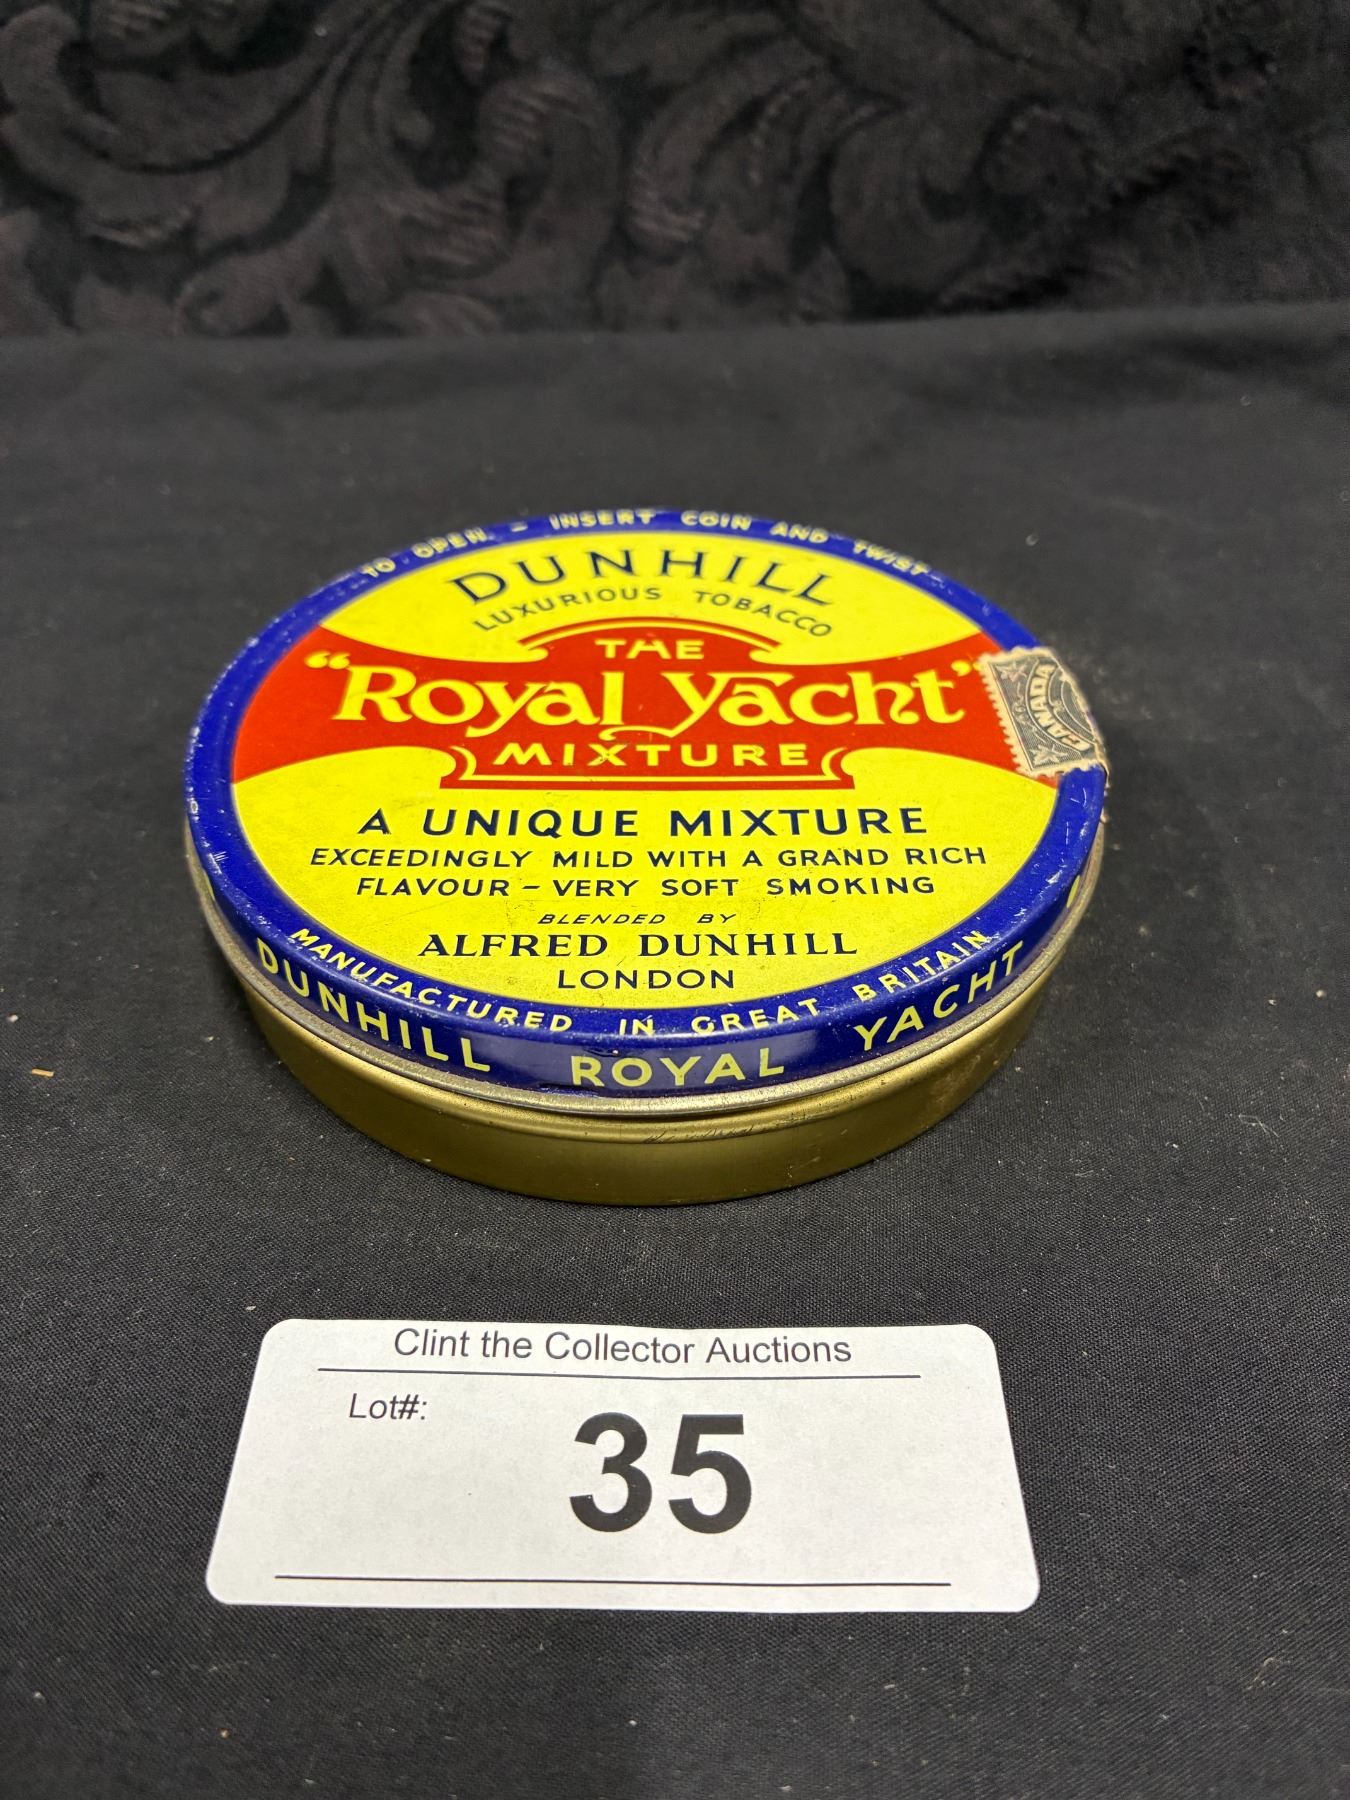 TO OPEN - INSERT COIN AND TWIST
DUNHILL
LUXURIOUS TOBACCO
THE
"Royal Yacht"
MIXTURE
CANADA
A UNIQUE MIXTURE
EXCEEDINGLY MILD WITH A GRAND RICH
FLAVOUR - VERY SOFT SMOKING
BLENDED BY
ALFRED DUNHILL
LONDON
MANUFACTURED IN GREAT BRITAIN
DUNHILL ROYAL YACHT
Clint the Collector Auctions
Lot#:
35